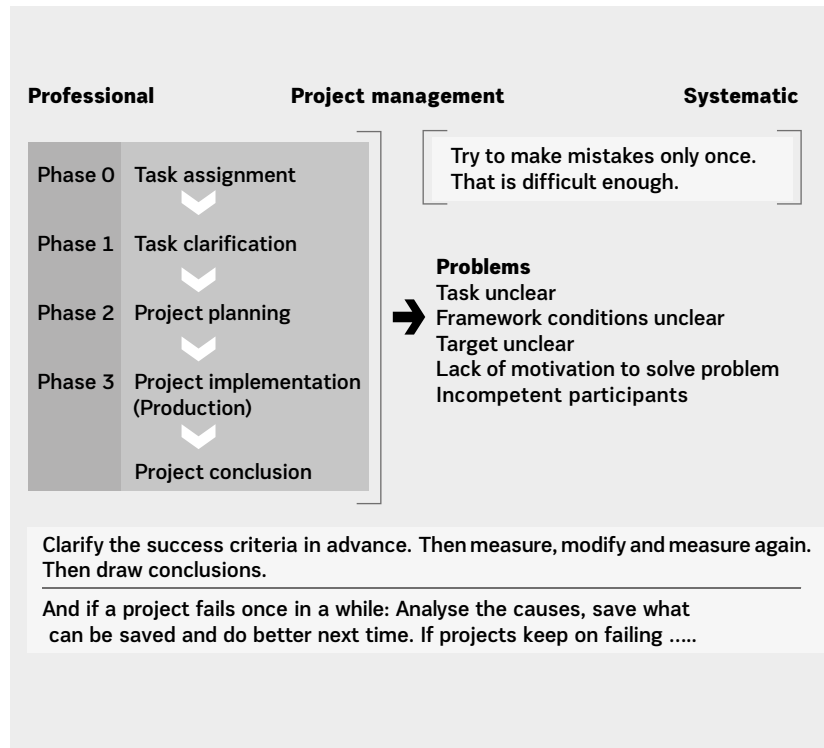 Professional Project management Systematic
Phase 0 Task assignment
Phase 1 Task clarification
Phase 2 Project planning
Phase 3 Project implementation
(Production)
Project conclusion
Try to make mistakes only once.
That is difficult enough.
Problems
Task unclear
Framework conditions unclear
Target unclear
Lack of motivation to solve problem
Incompetent participants
Clarify the success criteria in advance. Then measure, modify and measure again.
Then draw conclusions.
And if a project fails once in a while: Analyse the causes, save what
can be saved and do better next time. If projects keep on failing .....